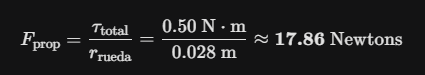 F_prop = τ_total / r_rueda = 0.50 N · m / 0.028 m ≈ 17.86 Newtons